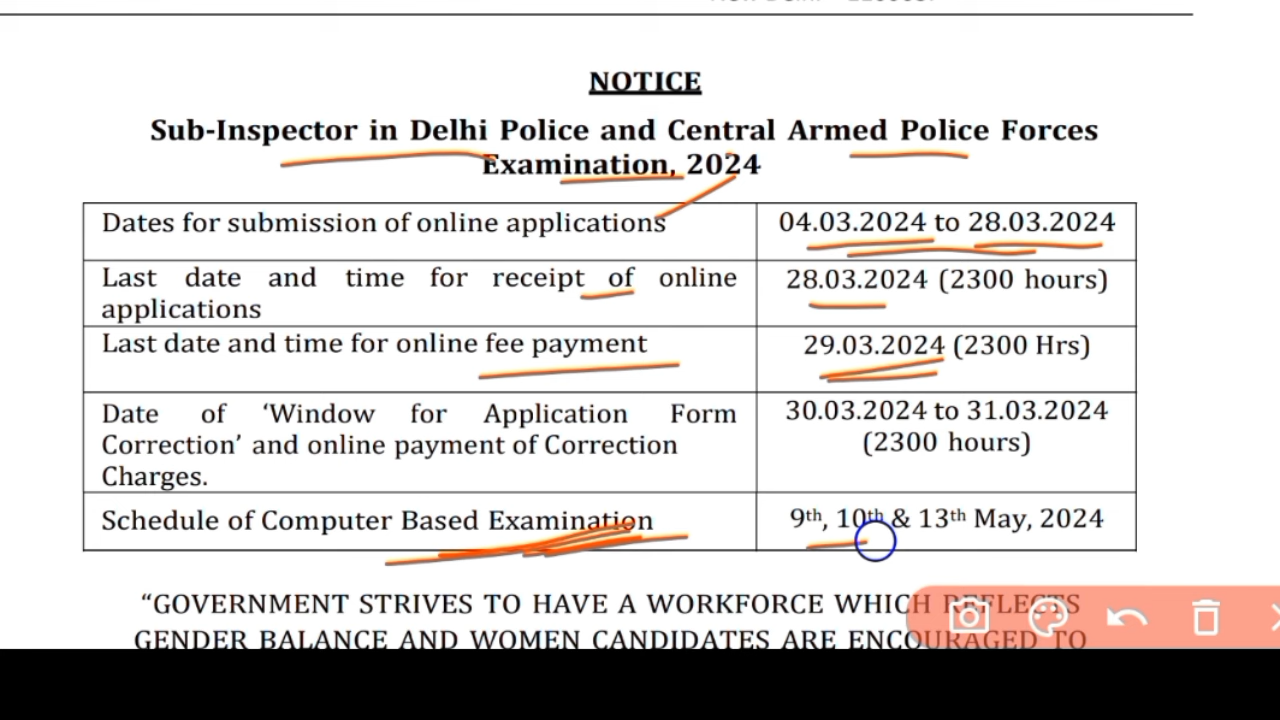 NOTICE
Sub-Inspector in Delhi Police and Central Armed Police Forces
Examination, 2024
Dates for submission of online applications
04.03.2024 to 28.03.2024
Last date and time for receipt of online
applications
28.03.2024 (2300 hours)
Last date and time for online fee payment
29.03.2024 (2300 Hrs)
Date of ‘Window for Application Form
Correction’ and online payment of Correction
Charges.
30.03.2024 to 31.03.2024
(2300 hours)
Schedule of Computer Based Examination
9th, 10th & 13th May, 2024
“GOVERNMENT STRIVES TO HAVE A WORKFORCE WHICH REFLECTS
GENDER BALANCE AND WOMEN CANDIDATES ARE ENCOURAGED TO